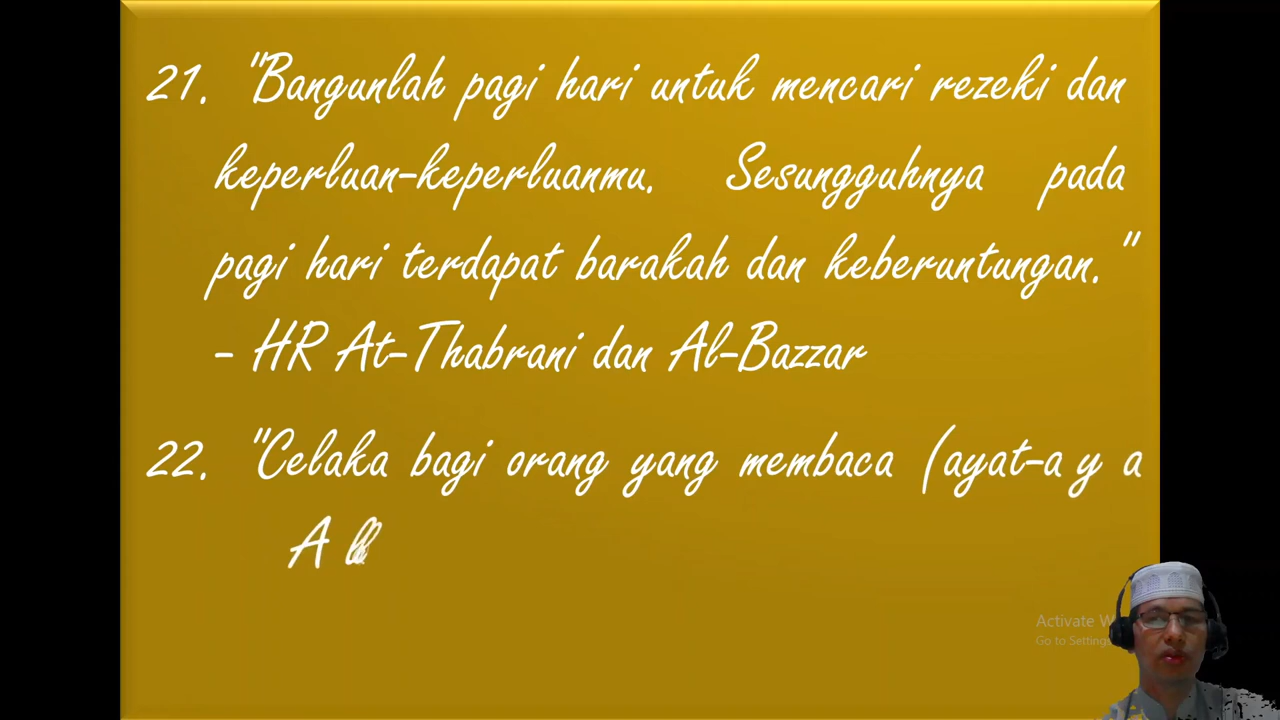 21. "Bangunlah pagi hari untuk mencari rezeki dan
keperluan-keperluanmu. Sesungguhnya pada
pagi hari terdapat barakah dan keberuntungan."
- HR At-Thabrani dan Al-Bazzar
22. "Celaka bagi orang yang membaca (ayat-a y a
A
Activate
Go to